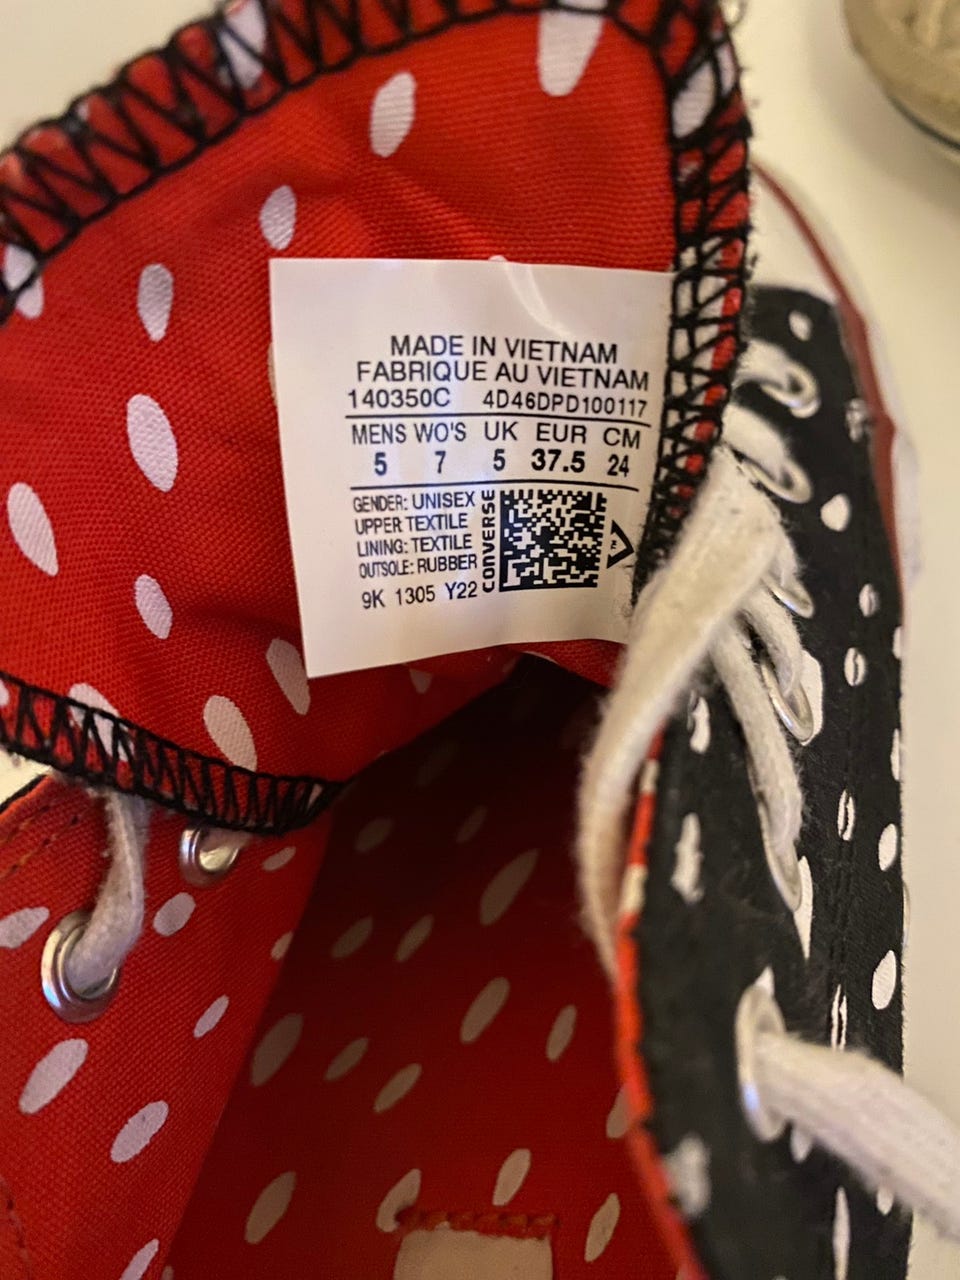 MADE IN VIETNAM
FABRIQUE AU VIETNAM
140350C 4D46DPD100117
MENS WO'S UK EUR CM
5 7 5 37.5 24
GENDER: UNISEX
UPPER TEXTILE
LINING: TEXTILE
OUTSOLE: RUBBER
9K 1305 Y22
CONVERSE